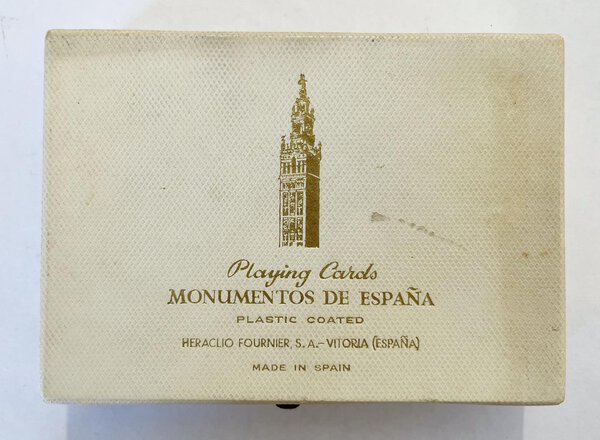 Playing Cards
MONUMENTOS DE ESPAÑA
PLASTIC COATED
HERACLIO FOURNIER, S. A.-VITORIA (ESPAÑA)
MADE IN SPAIN